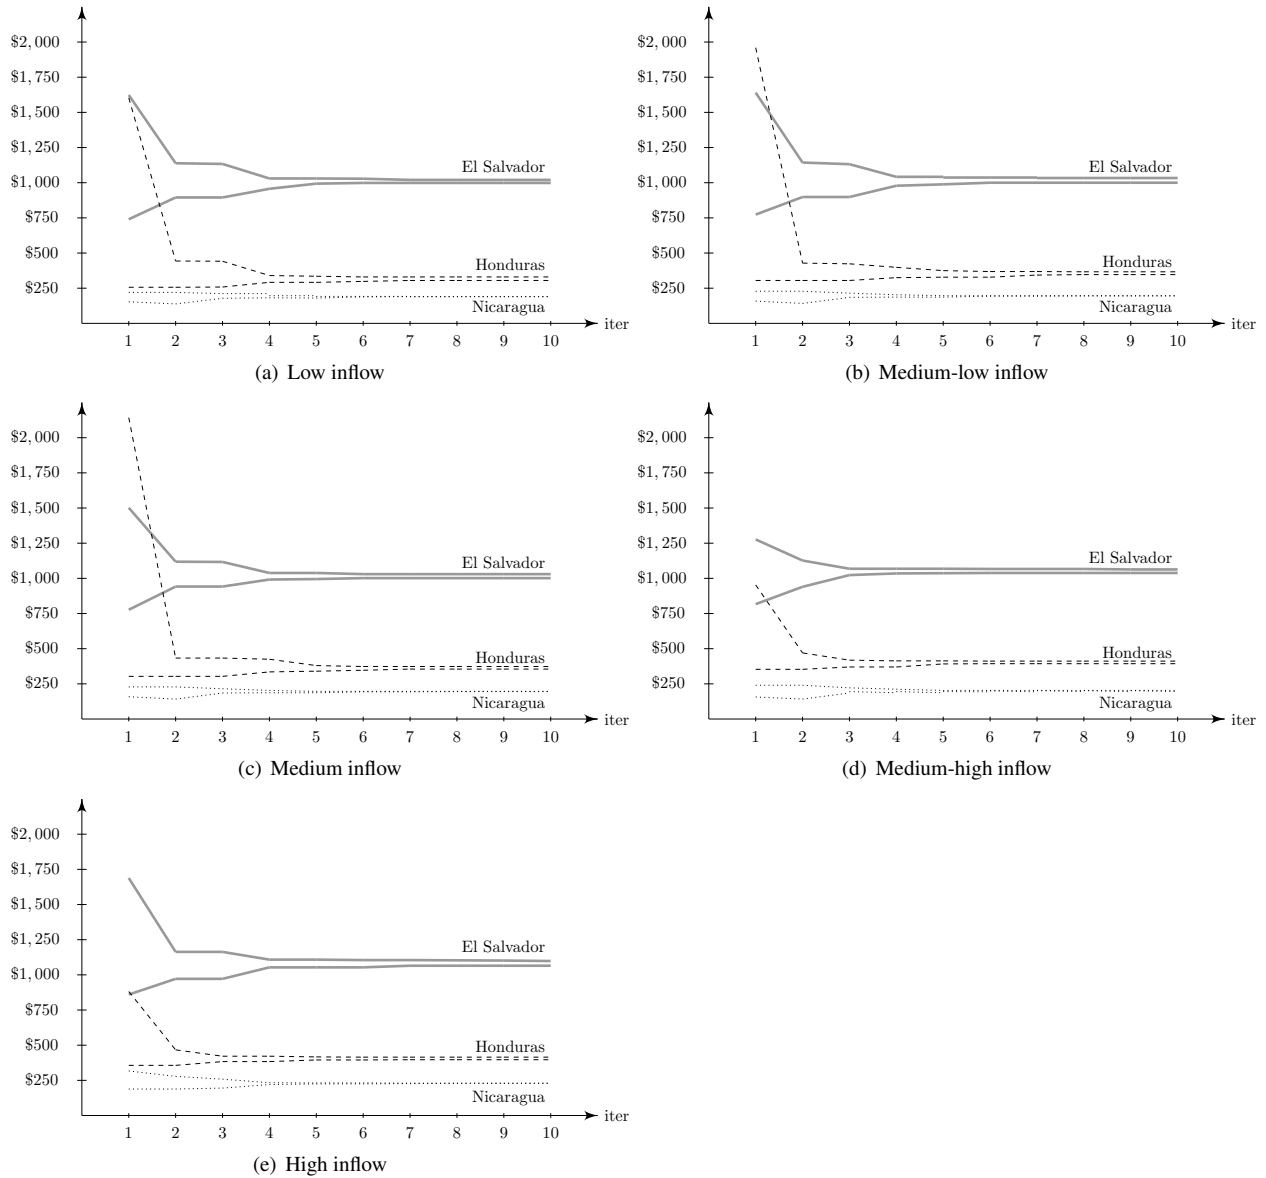 $2,000
$1,750
$1,500
$1,250
$1,000
$750
$500
$250
El Salvador
Honduras
Nicaragua
iter
1 2 3 4 5 6 7 8 9 10
(a) Low inflow
$2,000
$1,750
$1,500
$1,250
$1,000
$750
$500
$250
El Salvador
Honduras
Nicaragua
iter
1 2 3 4 5 6 7 8 9 10
(b) Medium-low inflow
$2,000
$1,750
$1,500
$1,250
$1,000
$750
$500
$250
El Salvador
Honduras
Nicaragua
iter
1 2 3 4 5 6 7 8 9 10
(c) Medium inflow
$2,000
$1,750
$1,500
$1,250
$1,000
$750
$500
$250
El Salvador
Honduras
Nicaragua
iter
1 2 3 4 5 6 7 8 9 10
(d) Medium-high inflow
$2,000
$1,750
$1,500
$1,250
$1,000
$750
$500
$250
El Salvador
Honduras
Nicaragua
iter
1 2 3 4 5 6 7 8 9 10
(e) High inflow